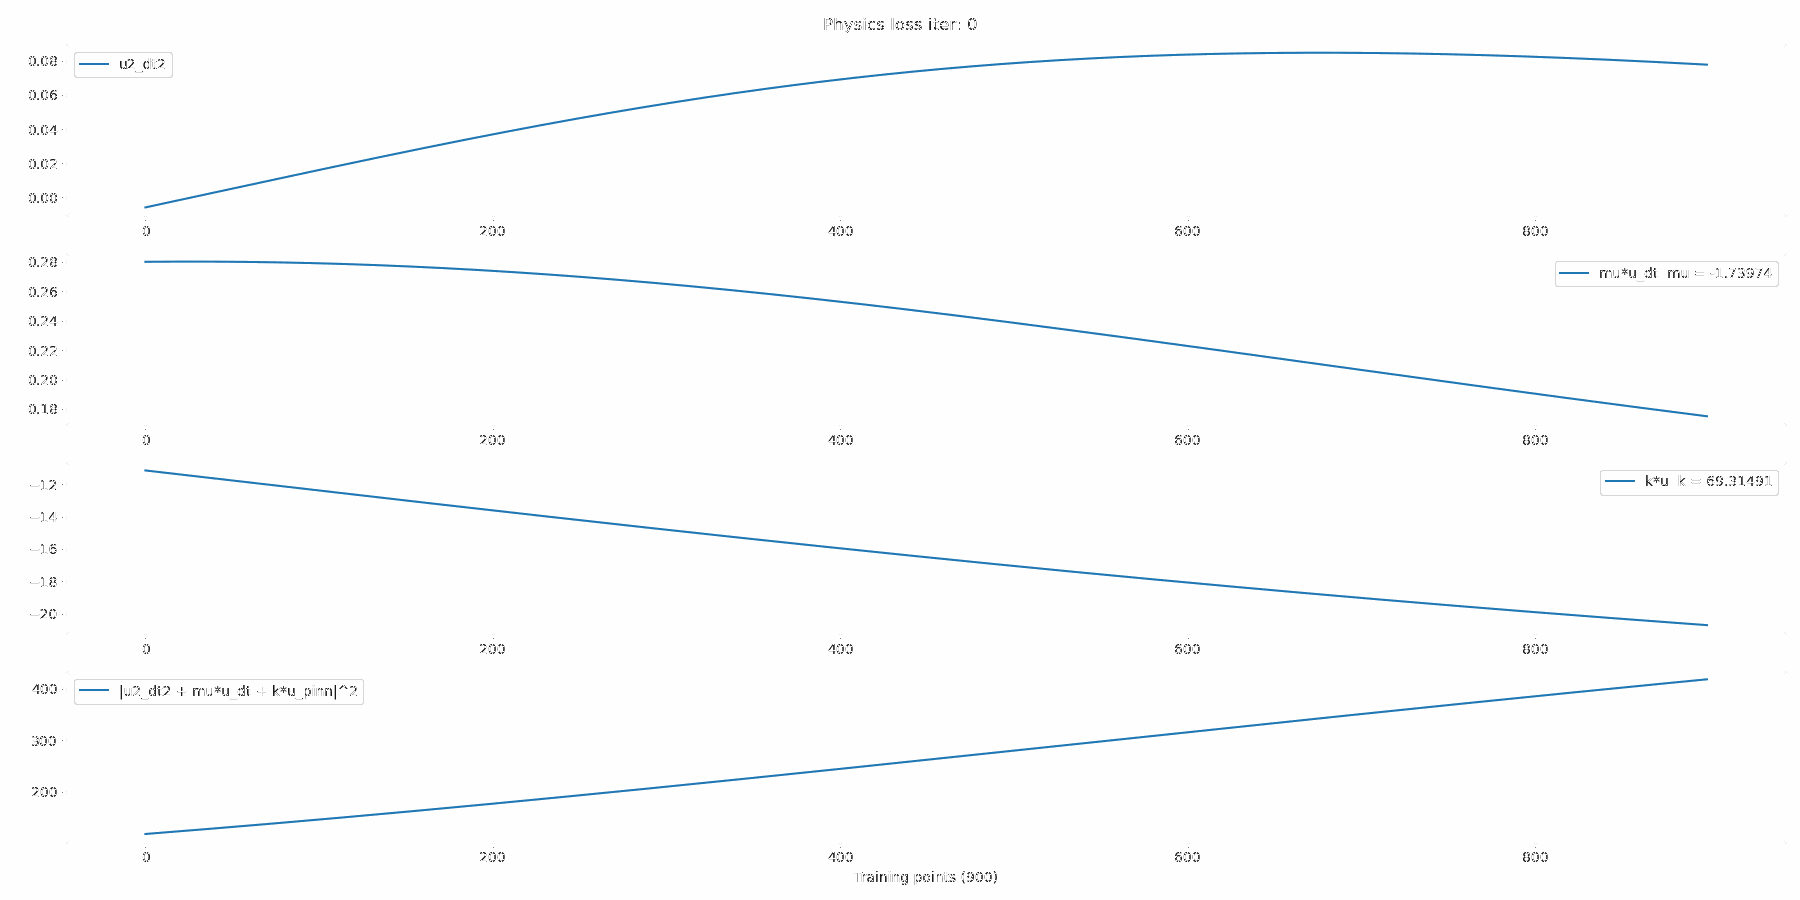 Physics loss iter: 0
u2_dt2
0.08
0.06
0.04
0.02
0.00
0 200 400 600 800
mu*u_dt mu = -1.73974
0.28
0.26
0.24
0.22
0.20
0.18
0 200 400 600 800
k*u k = 69.31491
−12
−14
−16
−18
−20
0 200 400 600 800
|u2_dt2 + mu*u_dt + k*u_pinn|^2
400
300
200
0 200 400 600 800
Training points (900)